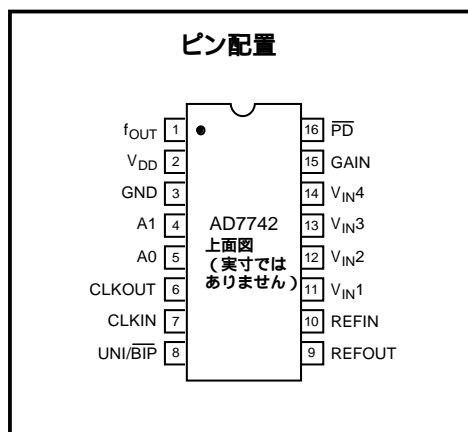 ピン配置
fOUT 1
VDD 2
GND 3
A1 4
A0 5
CLKOUT 6
CLKIN 7
UNI/BIP 8
AD7742
上面図
(実寸では
ありません)
16 PD
15 GAIN
14 VIN4
13 VIN3
12 VIN2
11 VIN1
10 REFIN
9 REFOUT